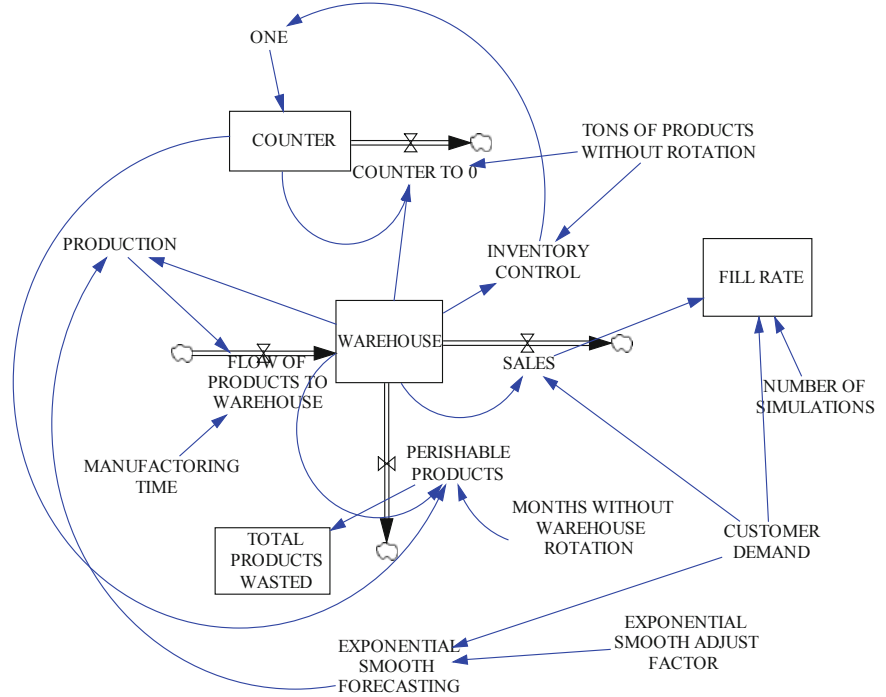 ONE
COUNTER
TONS OF PRODUCTS
WITHOUT ROTATION
COUNTER TO 0
PRODUCTION
INVENTORY
CONTROL
FILL RATE
WAREHOUSE
SALES
FLOW OF
PRODUCTS TO
WAREHOUSE
NUMBER OF
SIMULATIONS
MANUFACTORING
TIME
PERISHABLE
PRODUCTS
MONTHS WITHOUT
WAREHOUSE
ROTATION
CUSTOMER
DEMAND
TOTAL
PRODUCTS
WASTED
EXPONENTIAL
SMOOTH
FORECASTING
EXPONENTIAL
SMOOTH ADJUST
FACTOR